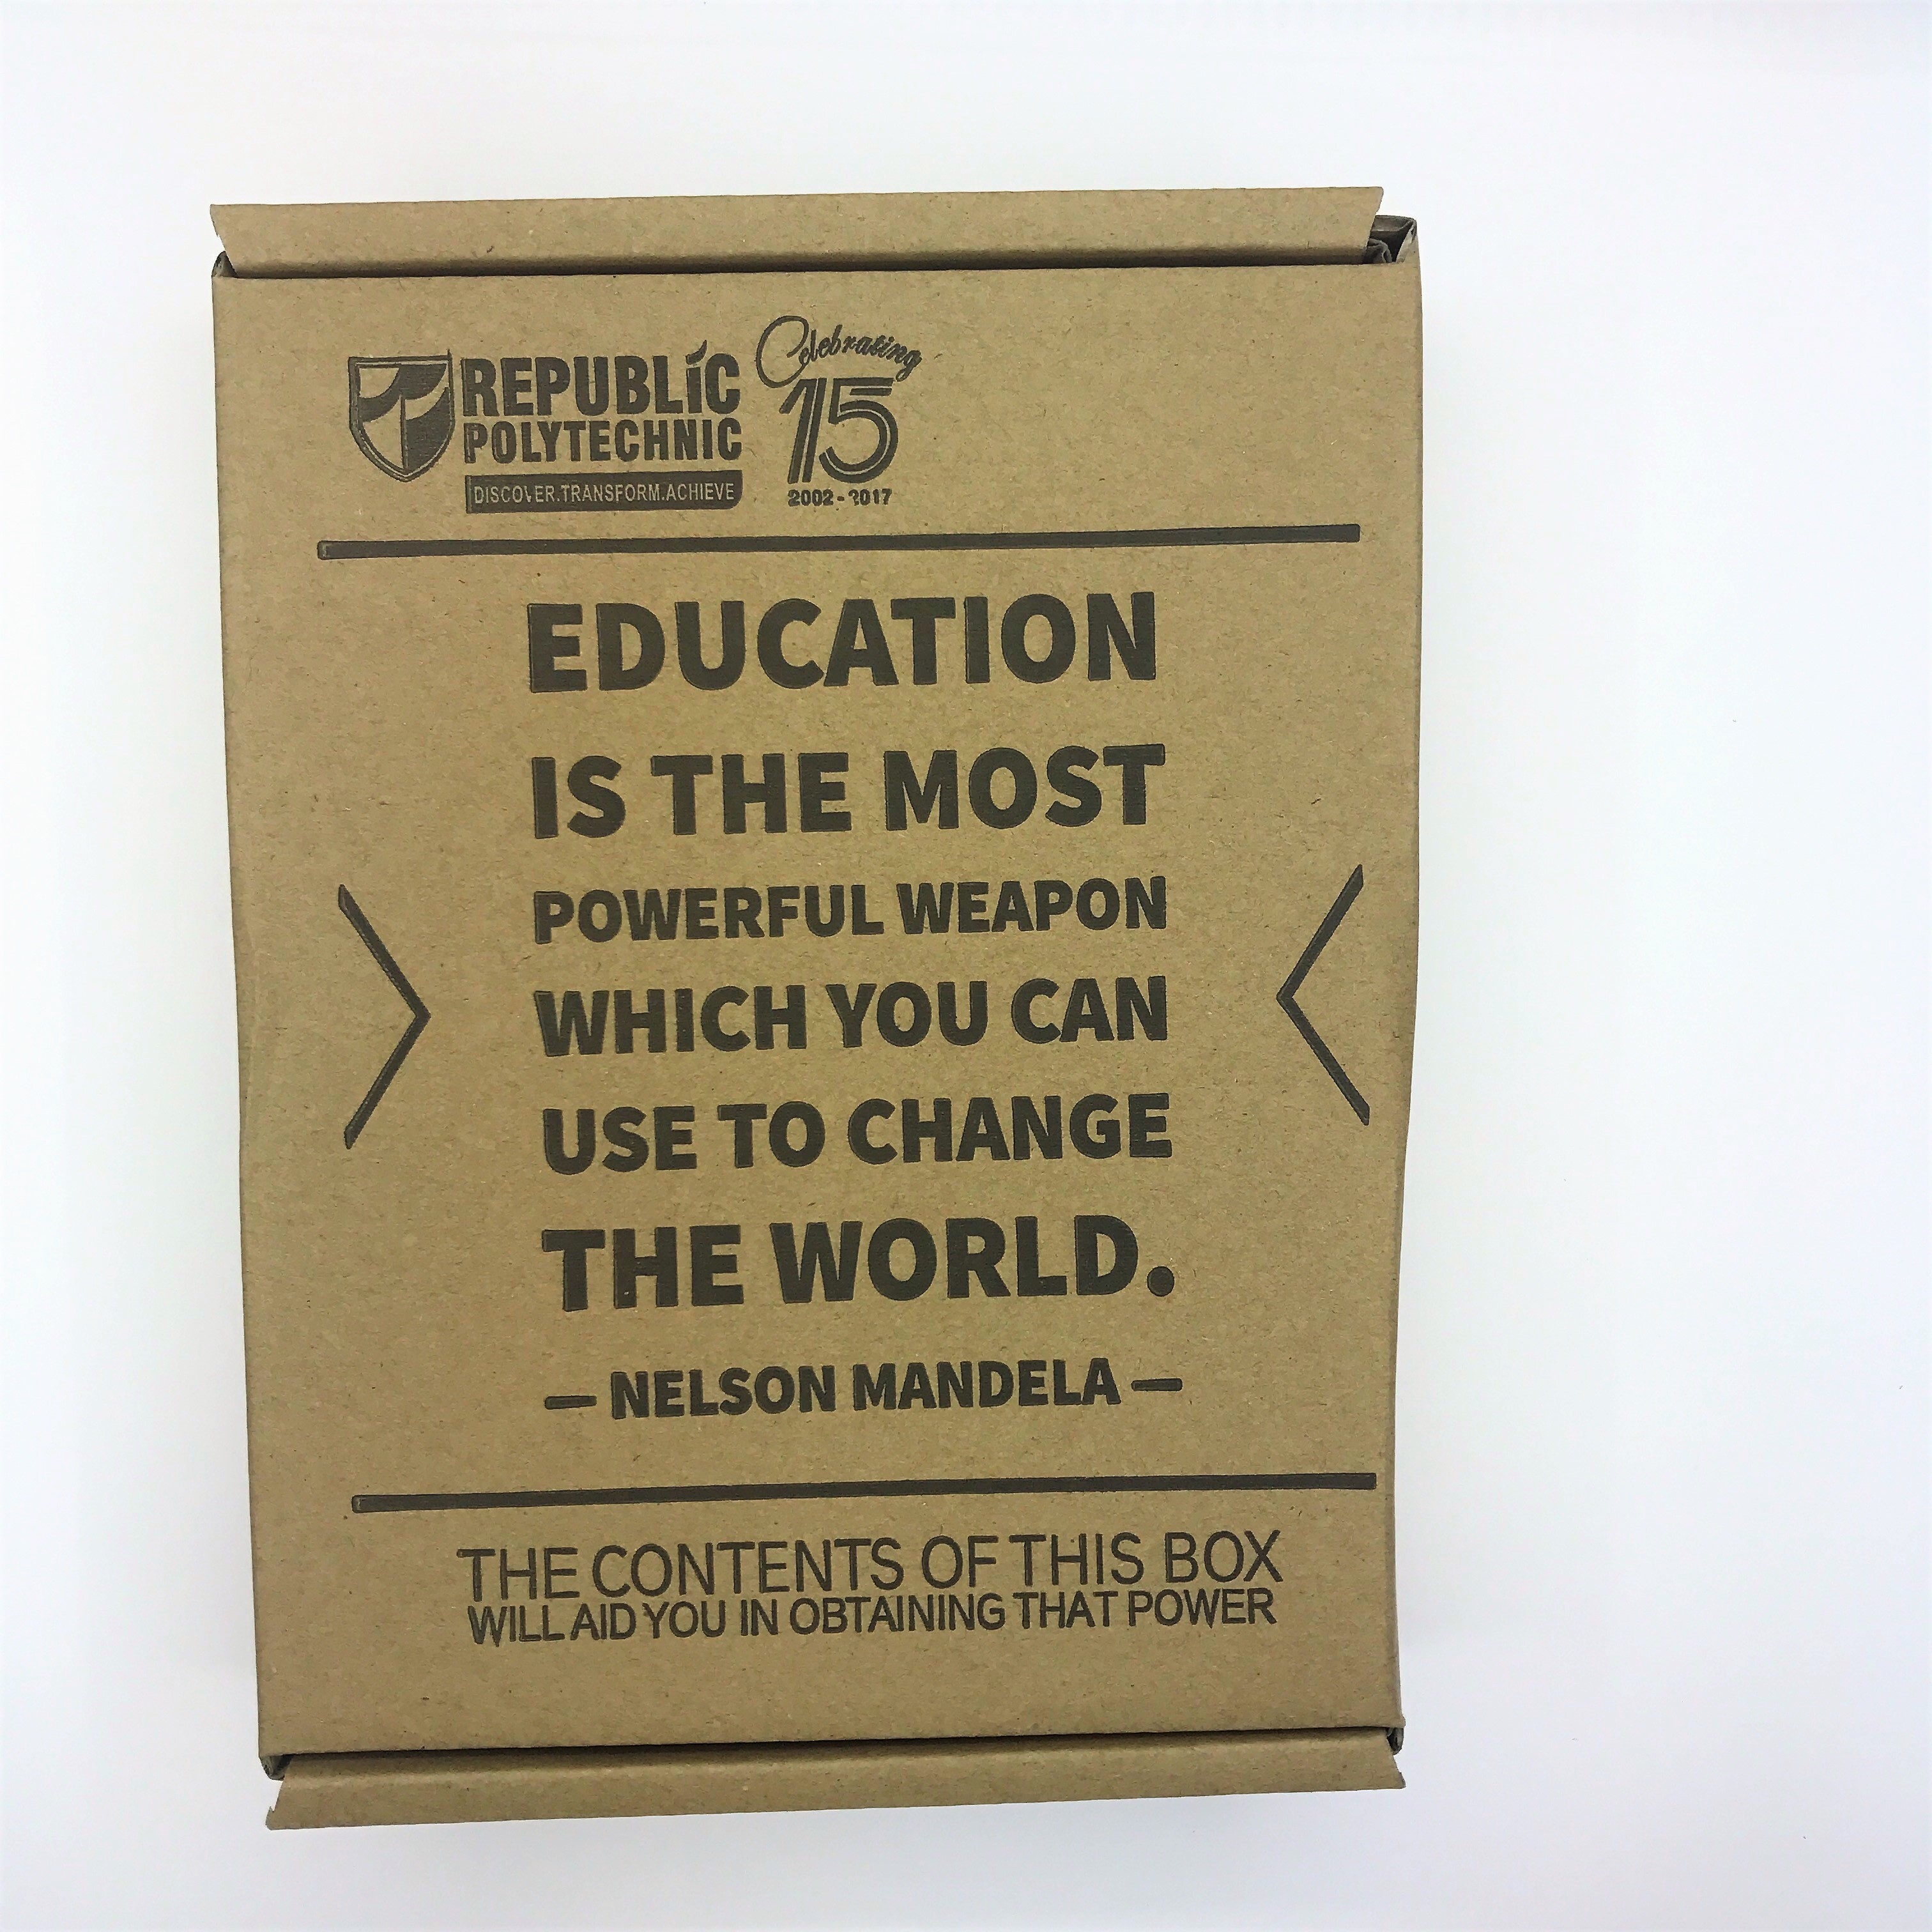 REPUBLIC
POLYTECHNIC
DISCOVER.TRANSFORM.ACHIEVE
Celebrating
15
2002-2017
EDUCATION
IS THE MOST
POWERFUL WEAPON
WHICH YOU CAN
USE TO CHANGE
THE WORLD.
— NELSON MANDELA —
THE CONTENTS OF THIS BOX
WILL AID YOU IN OBTAINING THAT POWER